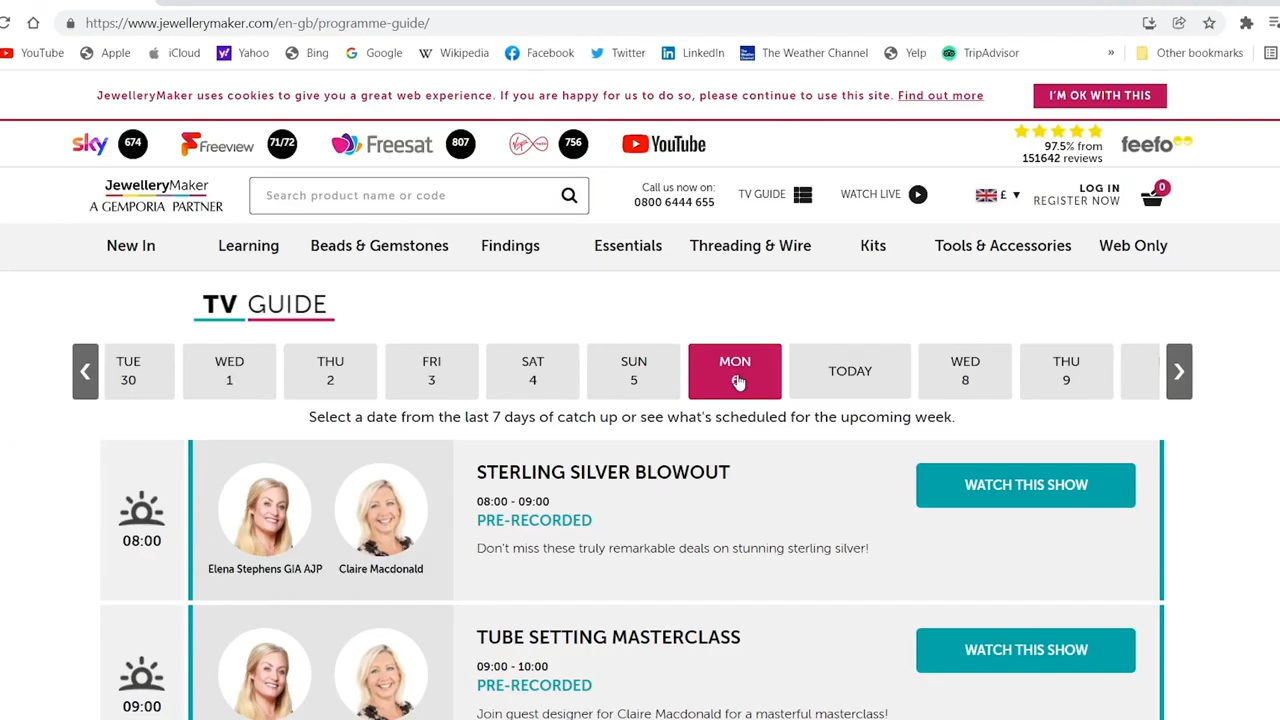 https://www.jewellerymaker.com/en-gb/programme-guide/
YouTube Apple iCloud Yahoo Bing Google Wikipedia Facebook Twitter LinkedIn The Weather Channel Yelp TripAdvisor » Other bookmarks
JewelleryMaker uses cookies to give you a great web experience. If you are happy for us to do so, please continue to use this site. Find out more
I'M OK WITH THIS
sky 674 Freeview 71/72 Freesat 807 756 YouTube
97.5% from
151642 reviews
feefo
JewelleryMaker
A GEMPORIA PARTNER
Search product name or code
Call us now on:
0800 6444 655
TV GUIDE
WATCH LIVE
£ ▼
LOG IN
REGISTER NOW
0
New In Learning Beads & Gemstones Findings Essentials Threading & Wire Kits Tools & Accessories Web Only
TV GUIDE
TUE
30
WED
1
THU
2
FRI
3
SAT
4
SUN
5
MON
TODAY
WED
8
THU
9
Select a date from the last 7 days of catch up or see what's scheduled for the upcoming week.
08:00
Elena Stephens GIA AJP
Claire Macdonald
STERLING SILVER BLOWOUT
08:00 - 09:00
PRE-RECORDED
Don't miss these truly remarkable deals on stunning sterling silver!
WATCH THIS SHOW
09:00
TUBE SETTING MASTERCLASS
09:00 - 10:00
PRE-RECORDED
Join guest designer for Claire Macdonald for a masterful masterclass!
WATCH THIS SHOW